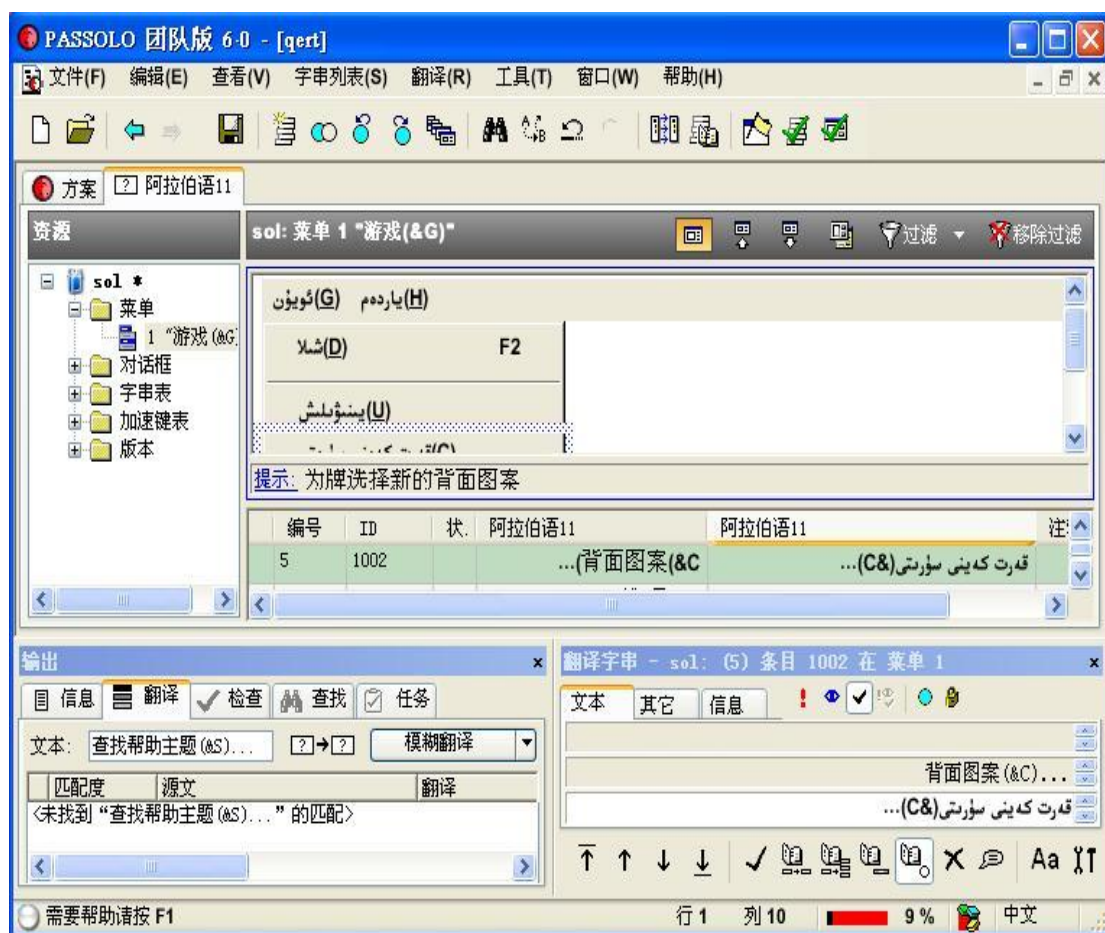 PASSOLO 团队版 6.0 - [qert]
文件(F) 编辑(E) 查看(V) 字串列表(S) 翻译(R) 工具(T) 窗口(W) 帮助(H)
方案 阿拉伯语11
资源
sol: 菜单 1 "游戏(&G)"
过滤 移除过滤
sol *
菜单
1 "游戏(&G)
对话框
字串表
加速键表
版本
ئويۇن(G) ياردەم(H)
شىلا(D) F2
يېنىۋىلىش(U)
提示: 为牌选择新的背面图案
编号 ID 状. 阿拉伯语11 阿拉伯语11
5 1002 背面图案(&C)... قەرت كەينى سۈرىتى(&C)...
输出
信息 翻译 检查 查找 任务
文本: 查找帮助主题(&S)... 模糊翻译
匹配度 源文 翻译
<未找到“查找帮助主题(&S)...”的匹配>
翻译字串 - sol: (5) 条目 1002 在 菜单 1
文本 其它 信息
背面图案(&C)...
قەرت كەينى سۈرىتى(&C)...
Aa
需要帮助请按 F1 行 1 列 10 9 % 中文